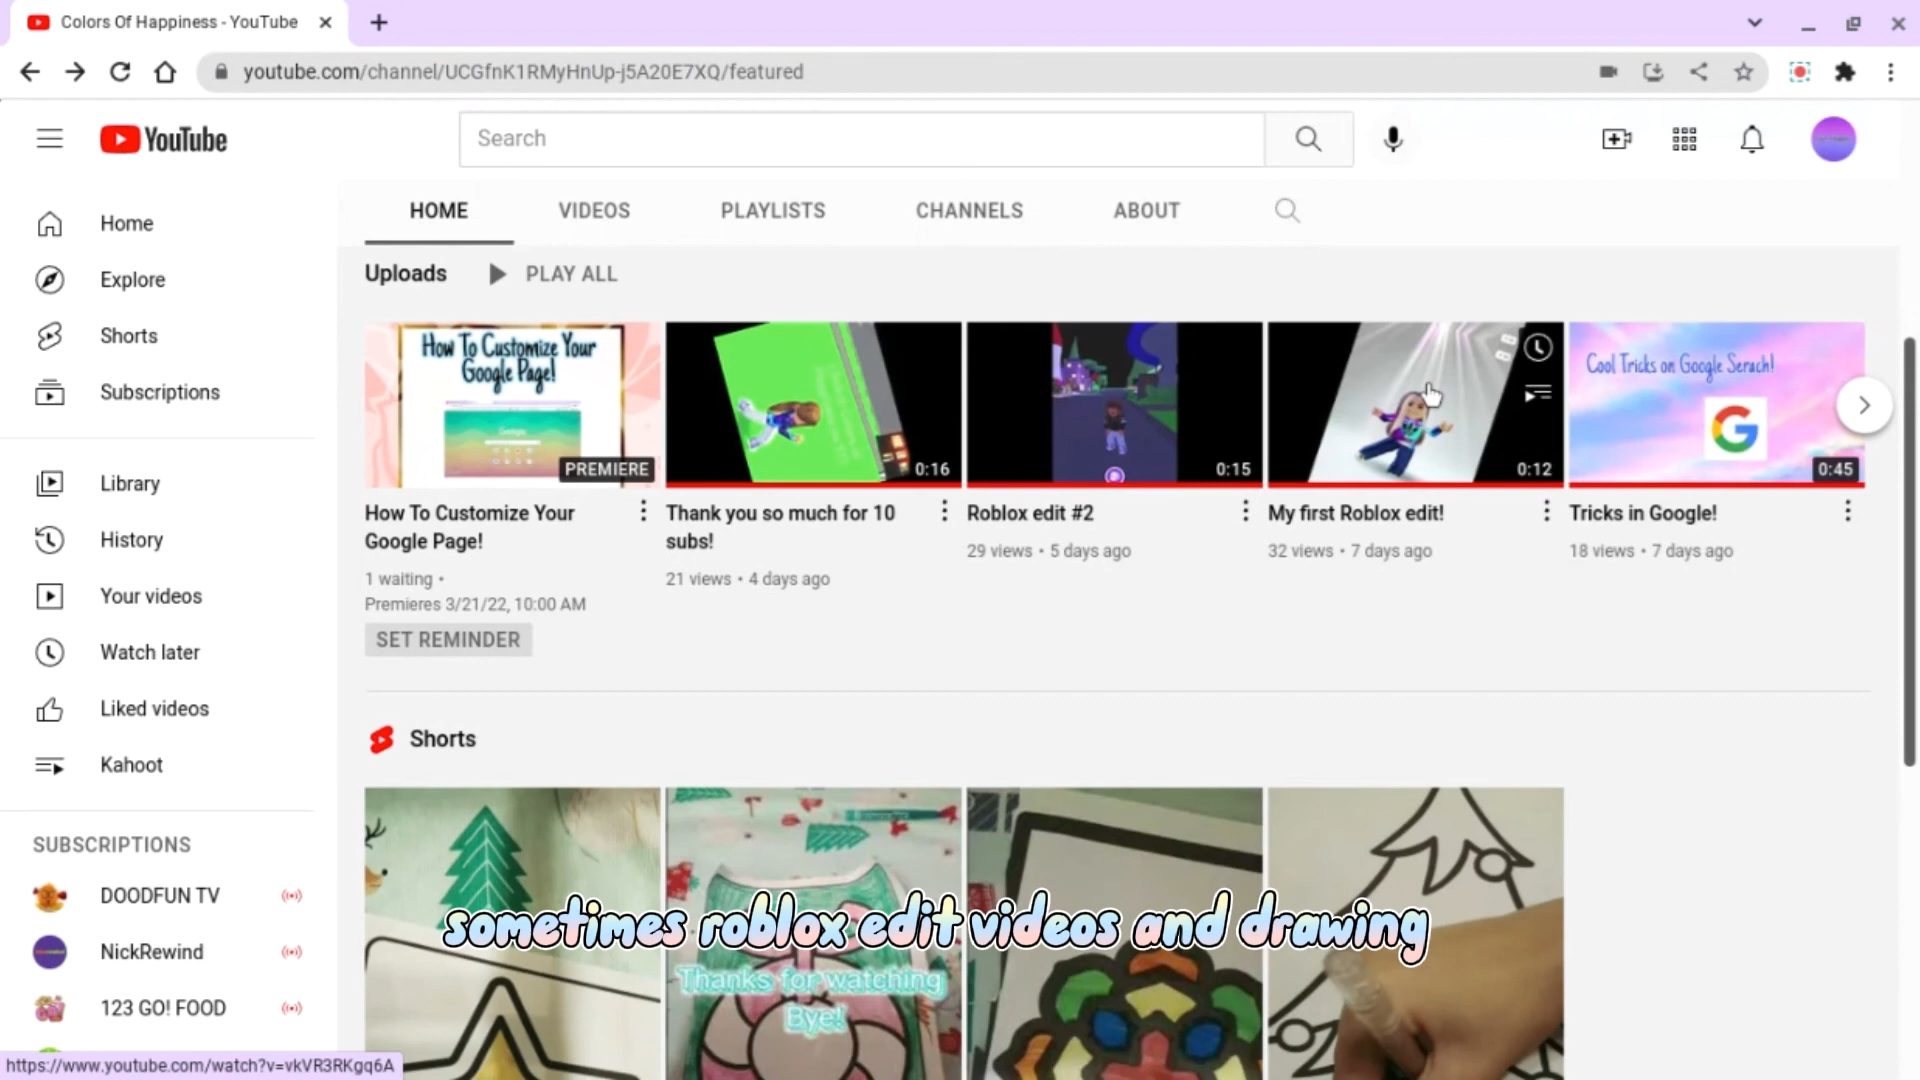 Colors Of Happiness - YouTube
youtube.com/channel/UCGfnK1RMyHnUp-j5A20E7XQ/featured
YouTube
Search
Home
Explore
Shorts
Subscriptions
Library
History
Your videos
Watch later
Liked videos
Kahoot
SUBSCRIPTIONS
DOODFUN TV
NickRewind
123 GO! FOOD
HOME VIDEOS PLAYLISTS CHANNELS ABOUT
Uploads PLAY ALL
How To Customize Your
Google Page!
PREMIERE
0:16
0:15
0:12
Cool Tricks on Google Serach!
0:45
How To Customize Your
Google Page!
1 waiting •
Premieres 3/21/22, 10:00 AM
SET REMINDER
Thank you so much for 10
subs!
21 views • 4 days ago
Roblox edit #2
29 views • 5 days ago
My first Roblox edit!
32 views • 7 days ago
Tricks in Google!
18 views • 7 days ago
Shorts
sometimes roblox edit videos and drawing
Thanks for watching
Bye!
https://www.youtube.com/watch?v=vkVR3RKgq6A